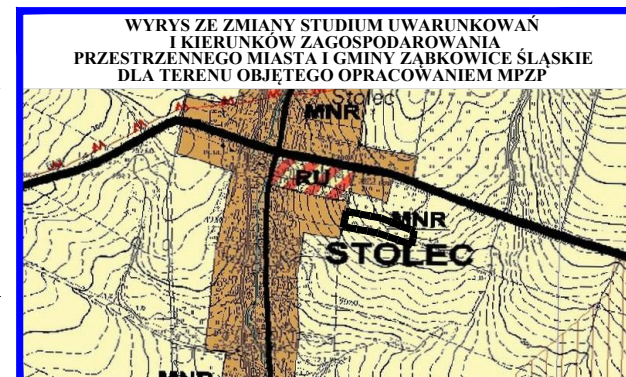 WYRYS ZE ZMIANY STUDIUM UWARUNKOWAŃ
I KIERUNKÓW ZAGOSPODAROWANIA
PRZESTRZENNEGO MIASTA I GMINY ZĄBKOWICE ŚLĄSKIE
DLA TERENU OBJĘTEGO OPRACOWANIEM MPZP
Stolec
MNR
RU
MNR
STOLEC
MNR